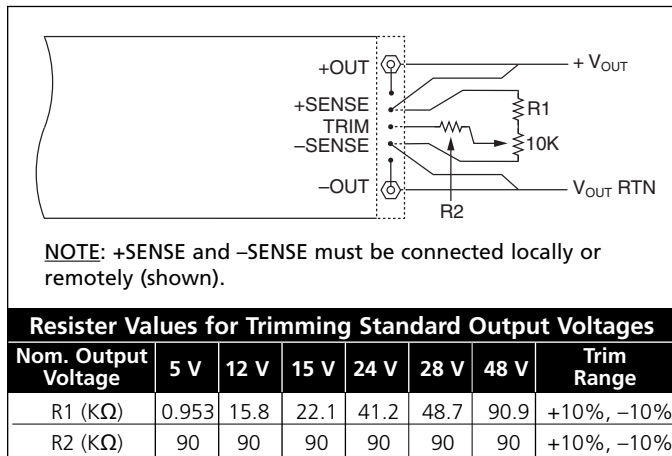 +OUT
+ VOUT
+SENSE
R1
TRIM
–SENSE
10K
–OUT
VOUT RTN
R2
NOTE: +SENSE and –SENSE must be connected locally or
remotely (shown).
Resister Values for Trimming Standard Output Voltages
Nom. Output Voltage 5 V 12 V 15 V 24 V 28 V 48 V Trim Range
R1 (KΩ) 0.953 15.8 22.1 41.2 48.7 90.9 +10%, –10%
R2 (KΩ) 90 90 90 90 90 90 +10%, –10%